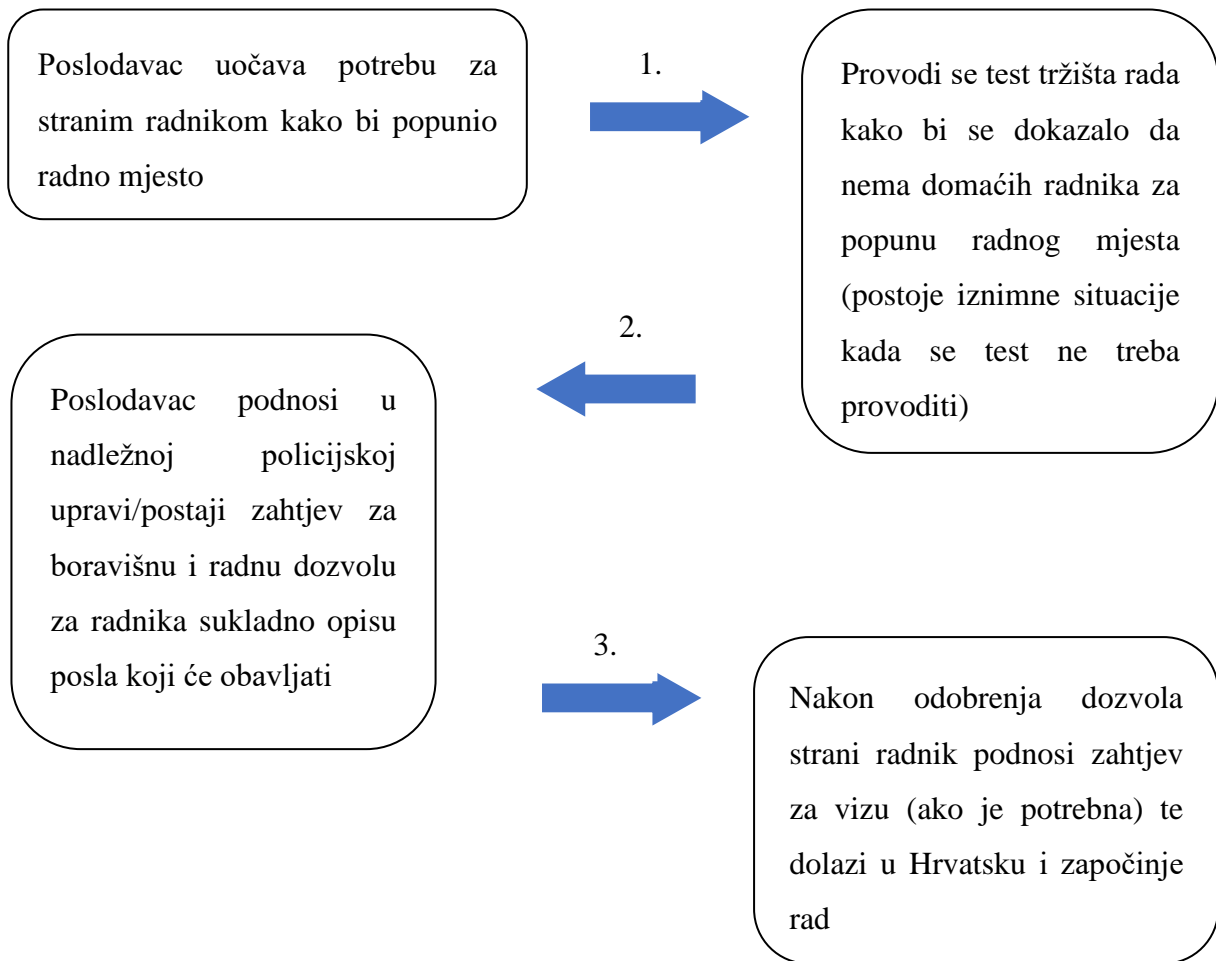 Poslodavac uočava potrebu za
stranim radnikom kako bi popunio
radno mjesto
1.
Provodi se test tržišta rada
kako bi se dokazalo da
nema domaćih radnika za
popunu radnog mjesta
(postoje iznimne situacije
kada se test ne treba
provoditi)
2.
Poslodavac podnosi u
nadležnoj policijskoj
upravi/postaji zahtjev za
boravišnu i radnu dozvolu
za radnika sukladno opisu
posla koji će obavljati
3.
Nakon odobrenja dozvola
strani radnik podnosi zahtjev
za vizu (ako je potrebna) te
dolazi u Hrvatsku i započinje
rad